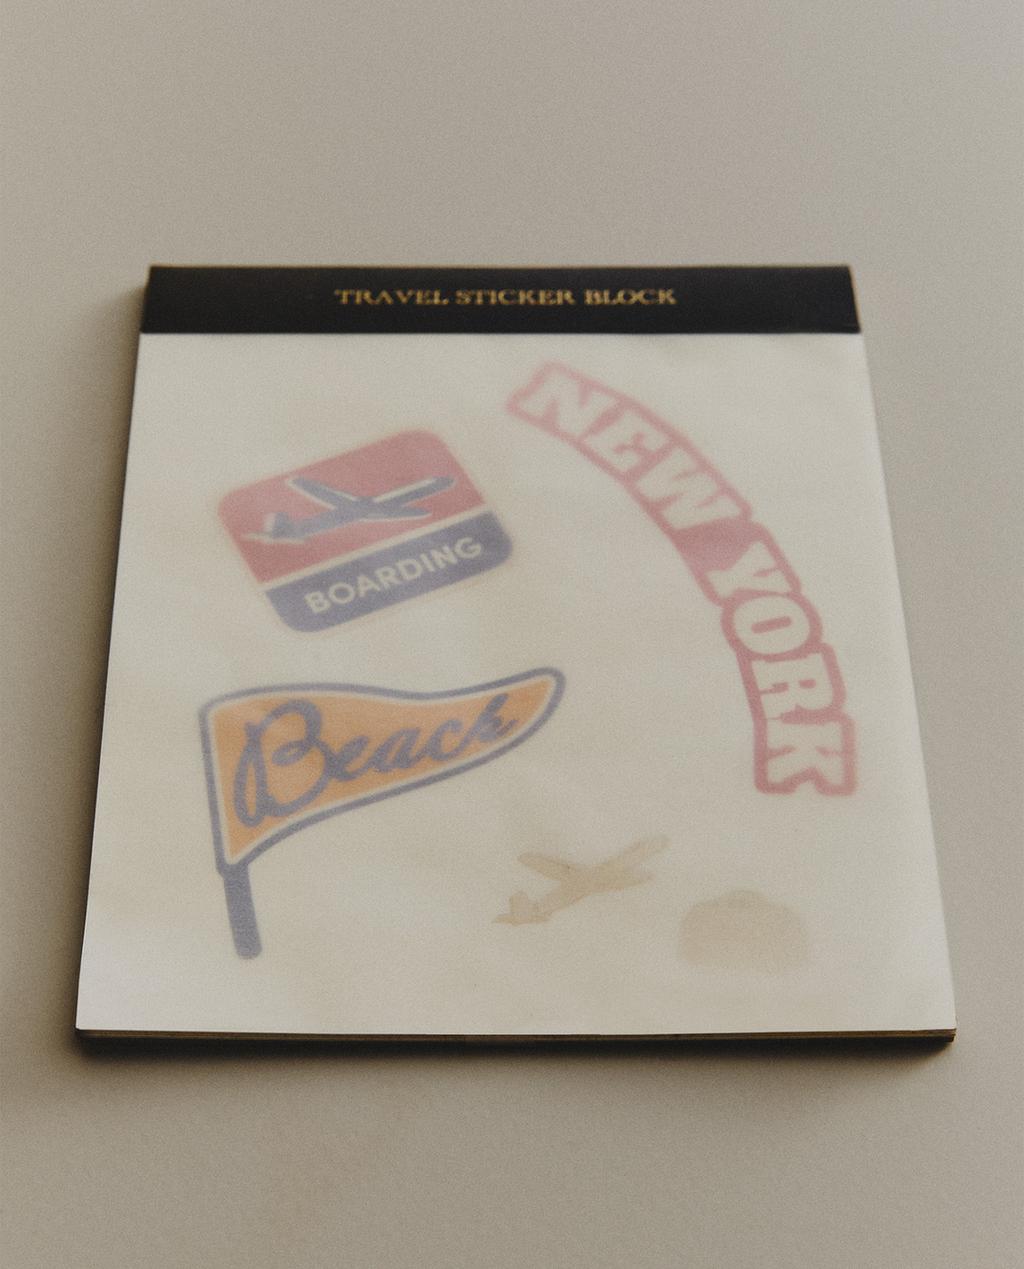 TRAVEL STICKER BLOCK
NEW YORK
BOARDING
Beach